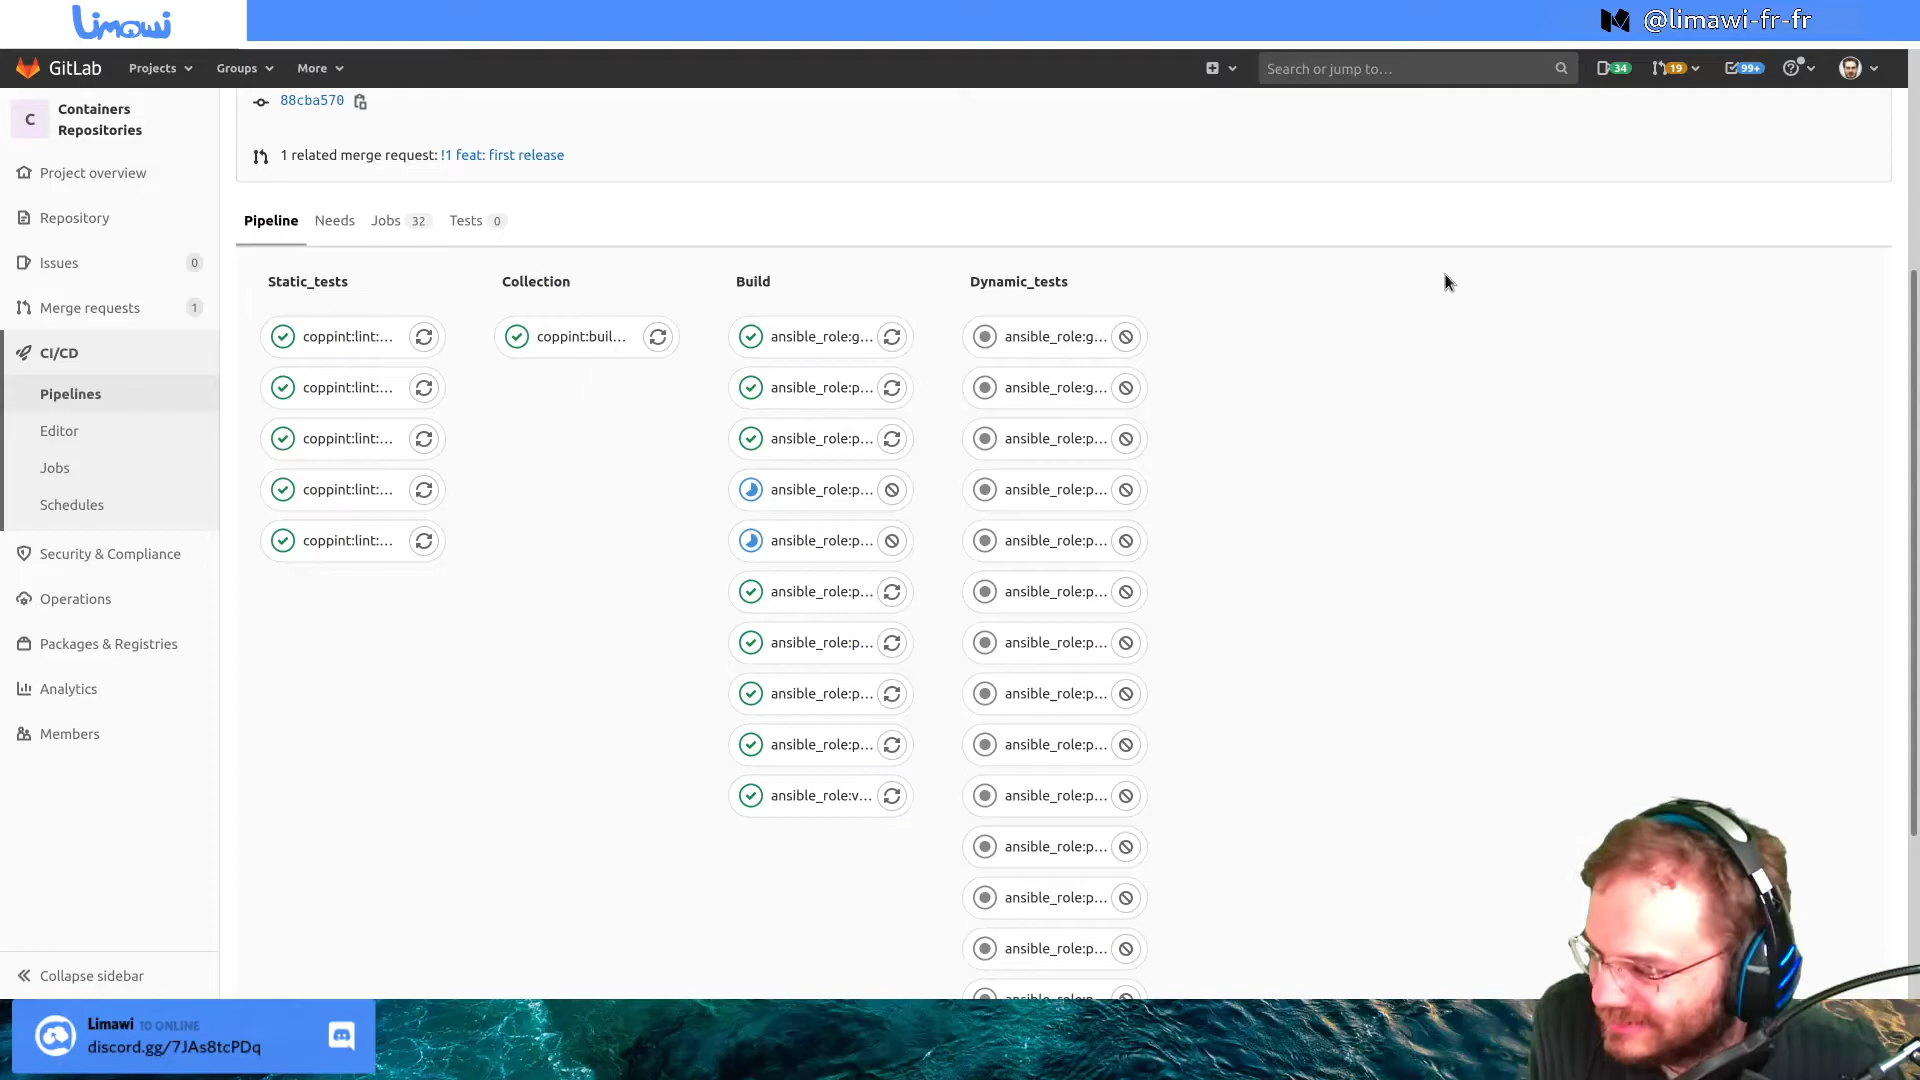 Limawi
@limawi-fr-fr
GitLab
Projects
Groups
More
Search or jump to…
34
19
99+
C
Containers
Repositories
Project overview
Repository
Issues
0
Merge requests
1
CI/CD
Pipelines
Editor
Jobs
Schedules
Security & Compliance
Operations
Packages & Registries
Analytics
Members
Collapse sidebar
88cba570
1 related merge request: !1 feat: first release
Pipeline
Needs
Jobs 32
Tests 0
Static_tests
coppint:lint:...
coppint:lint:...
coppint:lint:...
coppint:lint:...
coppint:lint:...
Collection
coppint:buil...
Build
ansible_role:g...
ansible_role:p...
ansible_role:p...
ansible_role:p...
ansible_role:p...
ansible_role:p...
ansible_role:p...
ansible_role:p...
ansible_role:p...
ansible_role:v...
Dynamic_tests
ansible_role:g...
ansible_role:g...
ansible_role:p...
ansible_role:p...
ansible_role:p...
ansible_role:p...
ansible_role:p...
ansible_role:p...
ansible_role:p...
ansible_role:p...
ansible_role:p...
ansible_role:p...
ansible_role:p...
Limawi 10 ONLINE
discord.gg/7JAs8tcPDq